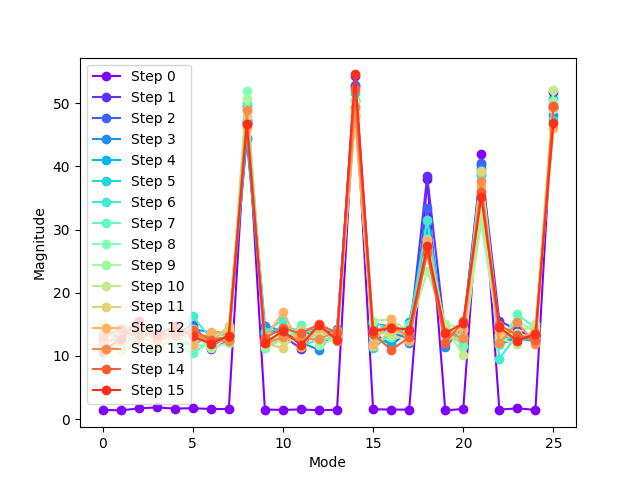 50
40
30
20
10
0
Magnitude
Step 0
Step 1
Step 2
Step 3
Step 4
Step 5
Step 6
Step 7
Step 8
Step 9
Step 10
Step 11
Step 12
Step 13
Step 14
Step 15
0 5 10 15 20 25
Mode